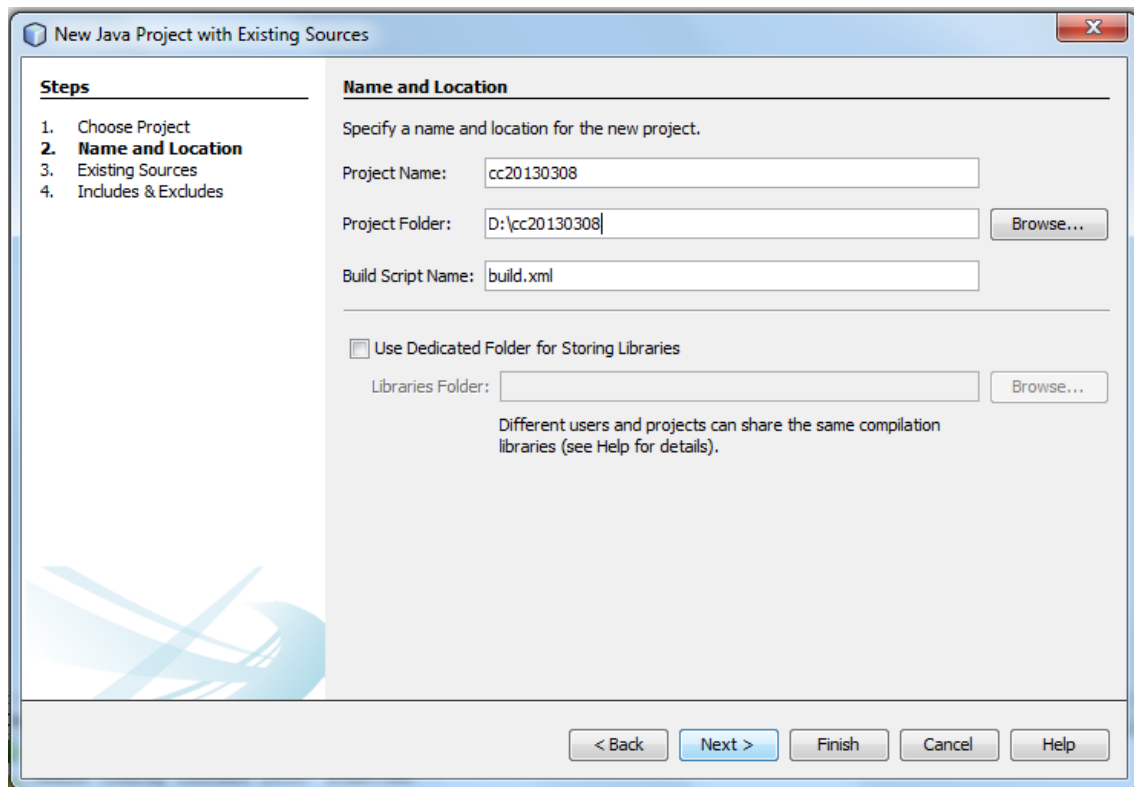 New Java Project with Existing Sources
X
Steps
1. Choose Project
2. Name and Location
3. Existing Sources
4. Includes & Excludes
Name and Location
Specify a name and location for the new project.
Project Name: cc20130308
Project Folder: D:\cc20130308 Browse...
Build Script Name: build.xml
Use Dedicated Folder for Storing Libraries
Libraries Folder: Browse...
Different users and projects can share the same compilation
libraries (see Help for details).
< Back Next > Finish Cancel Help